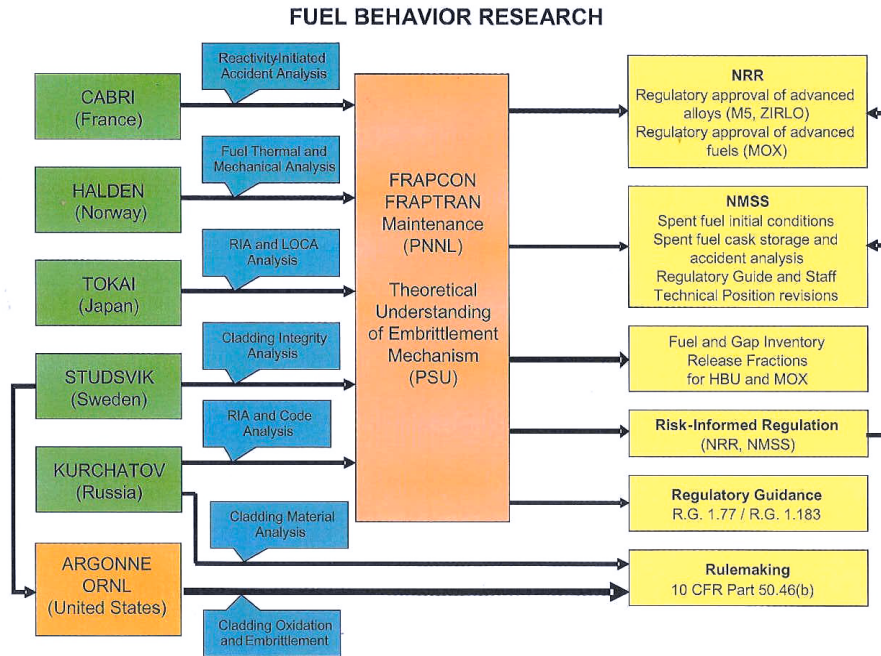 FUEL BEHAVIOR RESEARCH
Reactivity-Initiated
Accident Analysis
CABRI
(France)
Fuel Thermal and
Mechanical Analysis
HALDEN
(Norway)
RIA and LOCA
Analysis
TOKAI
(Japan)
Cladding Integrity
Analysis
STUDSVIK
(Sweden)
RIA and Code
Analysis
KURCHATOV
(Russia)
Cladding Material
Analysis
ARGONNE
ORNL
(United States)
Cladding Oxidation
and Embrittlement
FRAPCON
FRAPTRAN
Maintenance
(PNNL)
Theoretical
Understanding
of Embrittlement
Mechanism
(PSU)
NRR
Regulatory approval of advanced
alloys (M5, ZIRLO)
Regulatory approval of advanced
fuels (MOX)
NMSS
Spent fuel initial conditions
Spent fuel cask storage and
accident analysis
Regulatory Guide and Staff
Technical Position revisions
Fuel and Gap Inventory
Release Fractions
for HBU and MOX
Risk-Informed Regulation
(NRR, NMSS)
Regulatory Guidance
R.G. 1.77 / R.G. 1.183
Rulemaking
10 CFR Part 50.46(b)